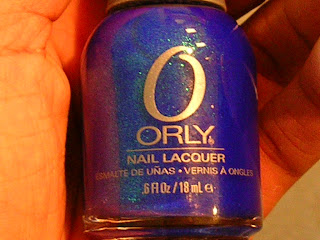 O
ORLY®
NAIL LACQUER
ESMALTE DE UÑAS • VERNIS À ONGLES
.6 Fl Oz / 18 mL e